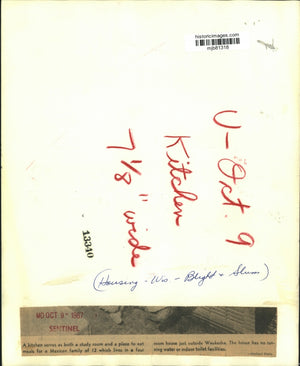 historicimages.com
mjb81318
V-Oct. 9
Kitchen
7 1/8" wide
13340
(Housing - Wis. - Blight & Slum)
MO.OCT 9 1967
SENTINEL
A kitchen serves as both a study room and a place to eat
meals for a Mexican family of 12 which lives in a four
room house just outside Waukesha. The house has no run-
ning water or indoor toilet facilities.